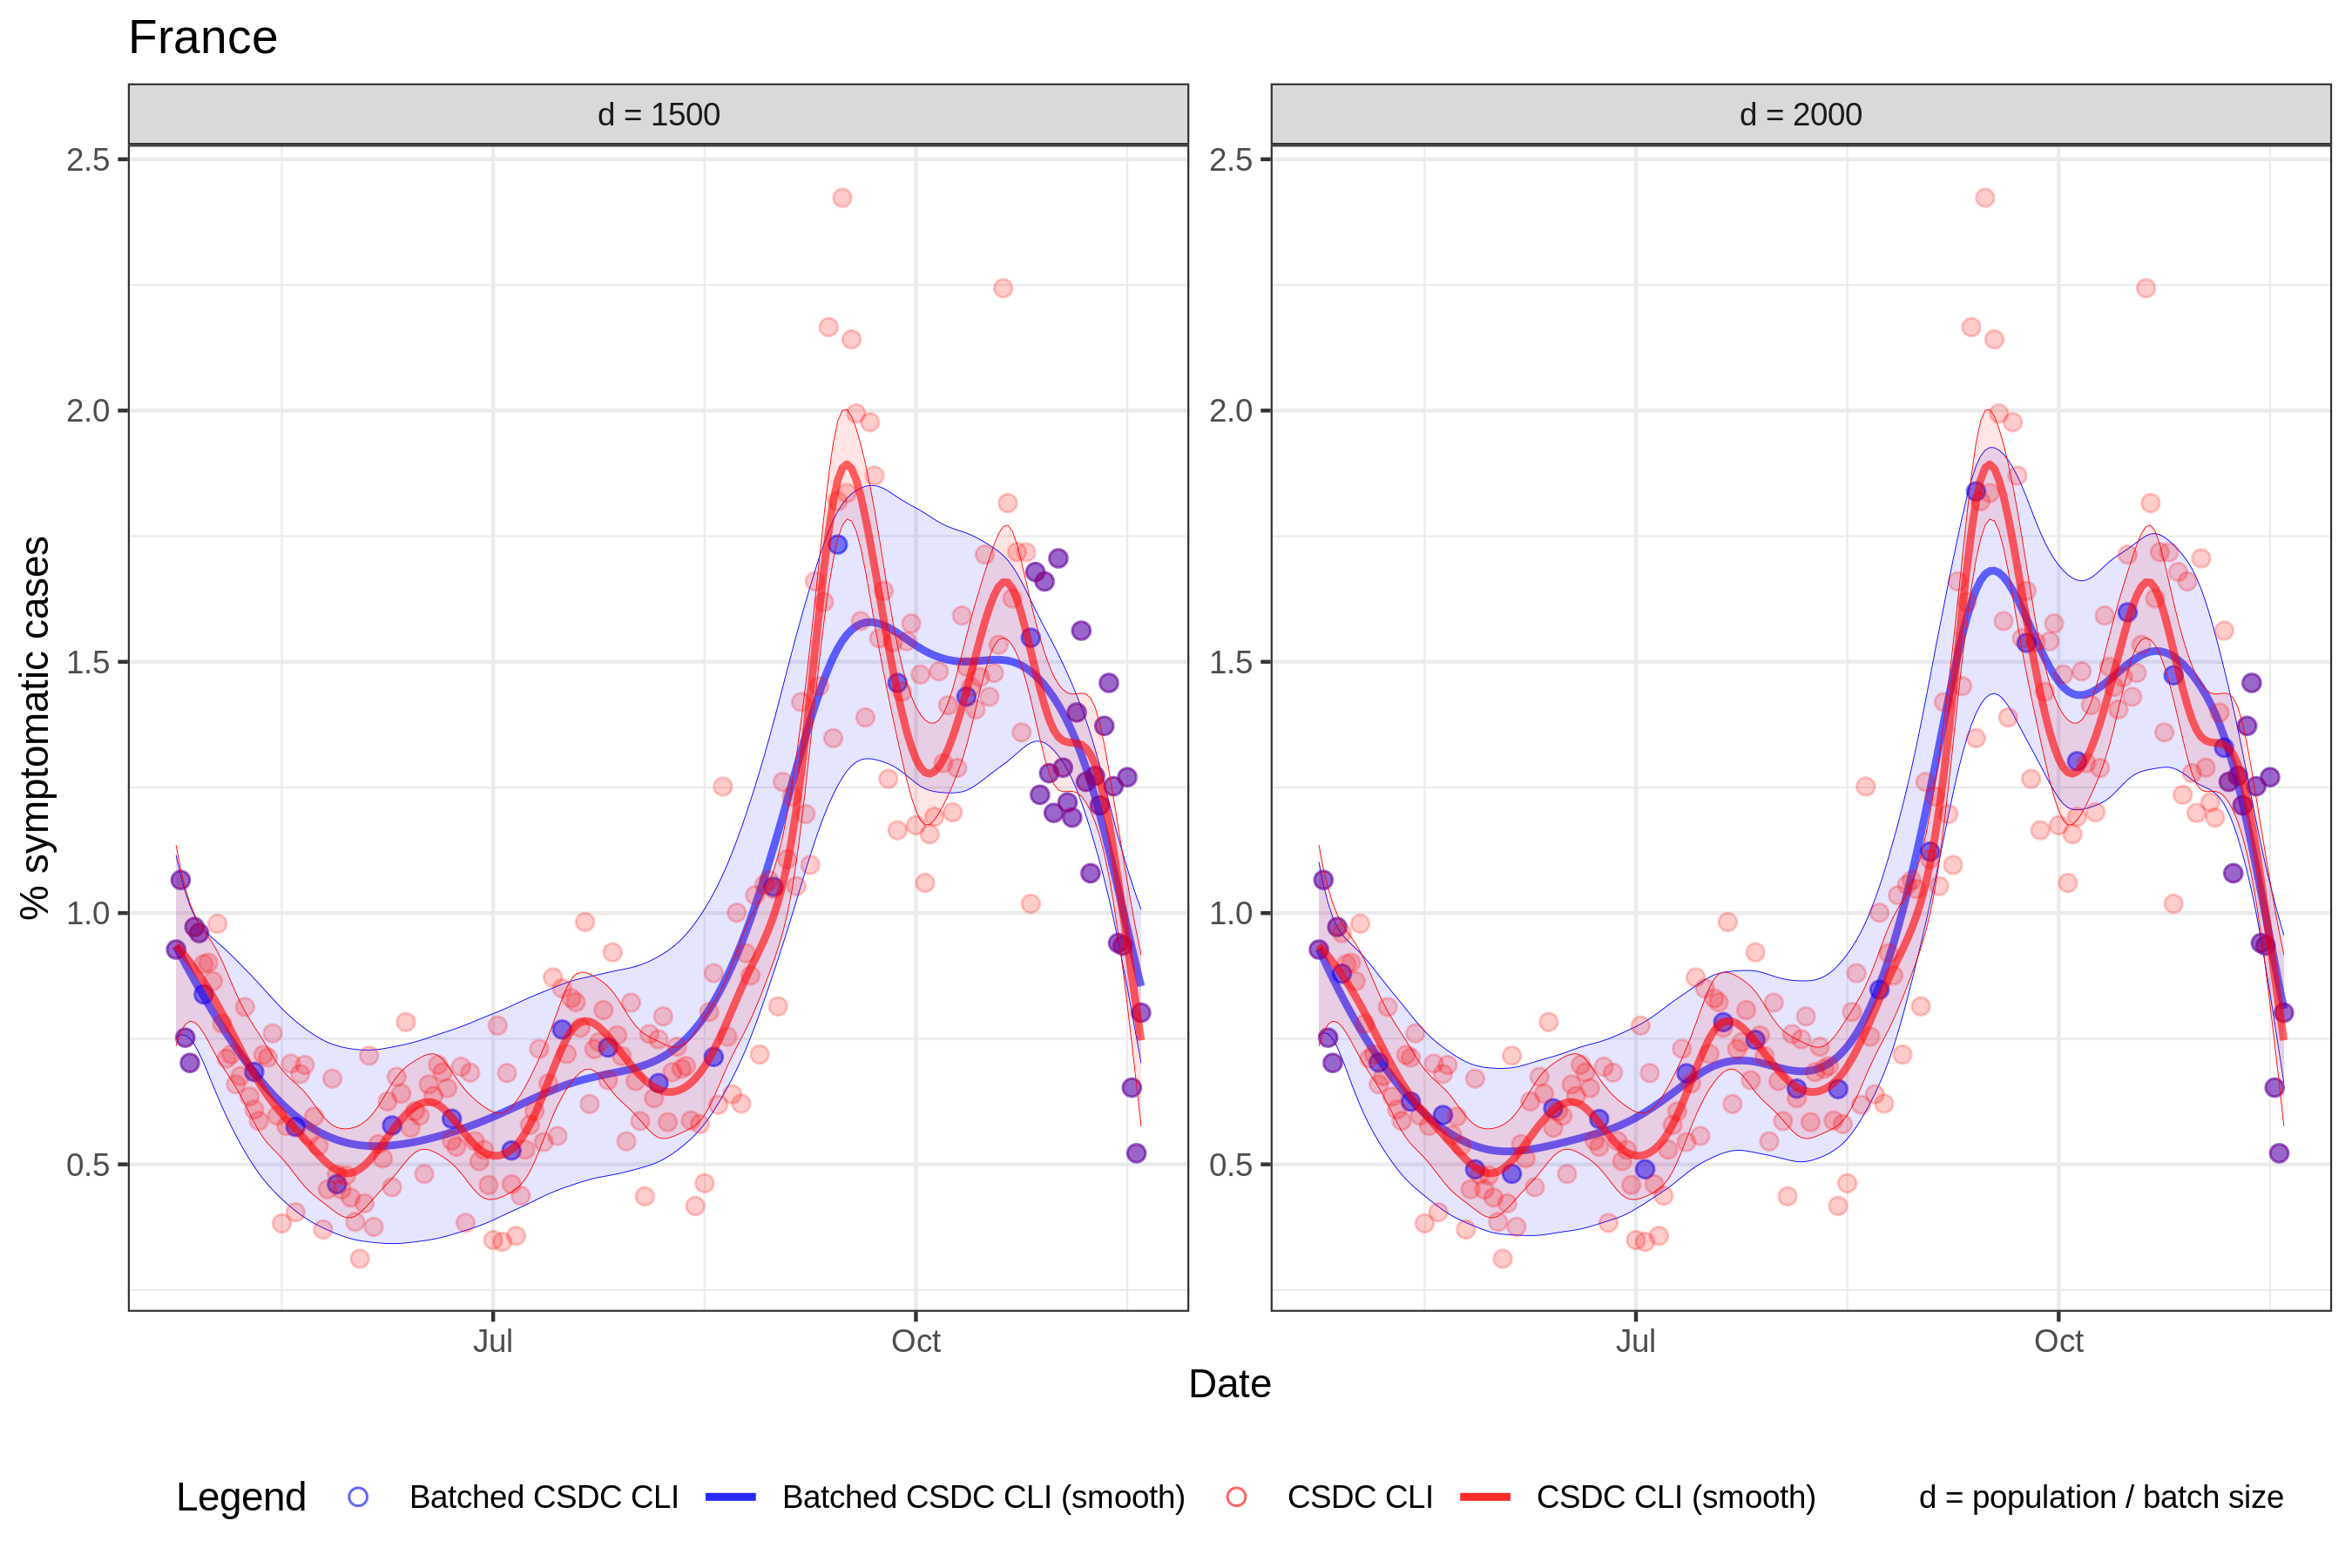 France
d = 1500
d = 2000
2.5
2.0
1.5
1.0
0.5
2.5
2.0
1.5
1.0
0.5
% symptomatic cases
Jul
Oct
Jul
Oct
Date
Legend
Batched CSDC CLI
Batched CSDC CLI (smooth)
CSDC CLI
CSDC CLI (smooth)
d = population / batch size